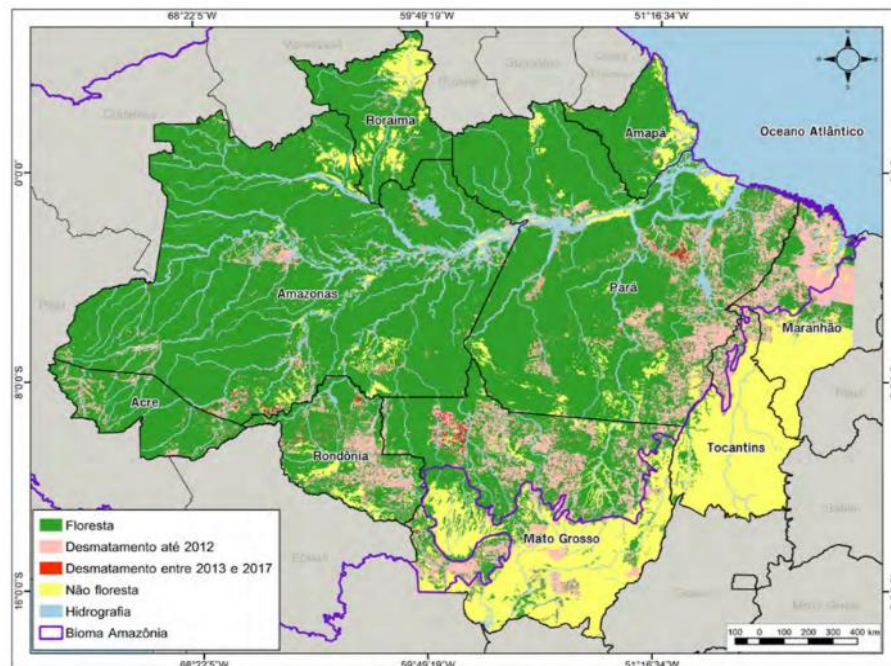 68°22'5"W 59°49'19"W 51°16'34"W
Roraima
Amapá
Oceano Atlântico
0°0'0"
Amazonas
Pará
Maranhão
8°0'0"S
Acre
Rondônia
Tocantins
Mato Grosso
16°0'0"S
Floresta
Desmatamento até 2012
Desmatamento entre 2013 e 2017
Não floresta
Hidrografia
Bioma Amazônia
100 0 100 200 300 400 km
68°22'5"W 59°49'19"W 51°16'34"W